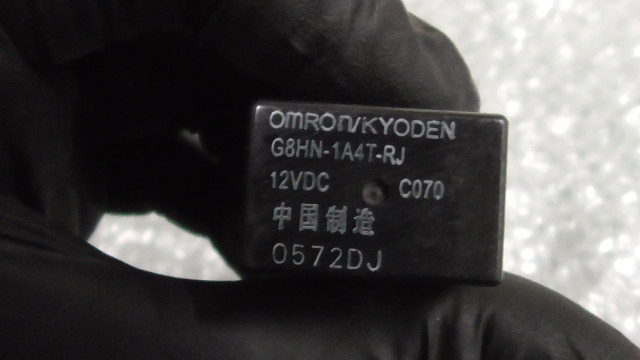 OMRON/KYODEN
G8HN-1A4T-RJ
12VDC C070
中国制造
0572DJ